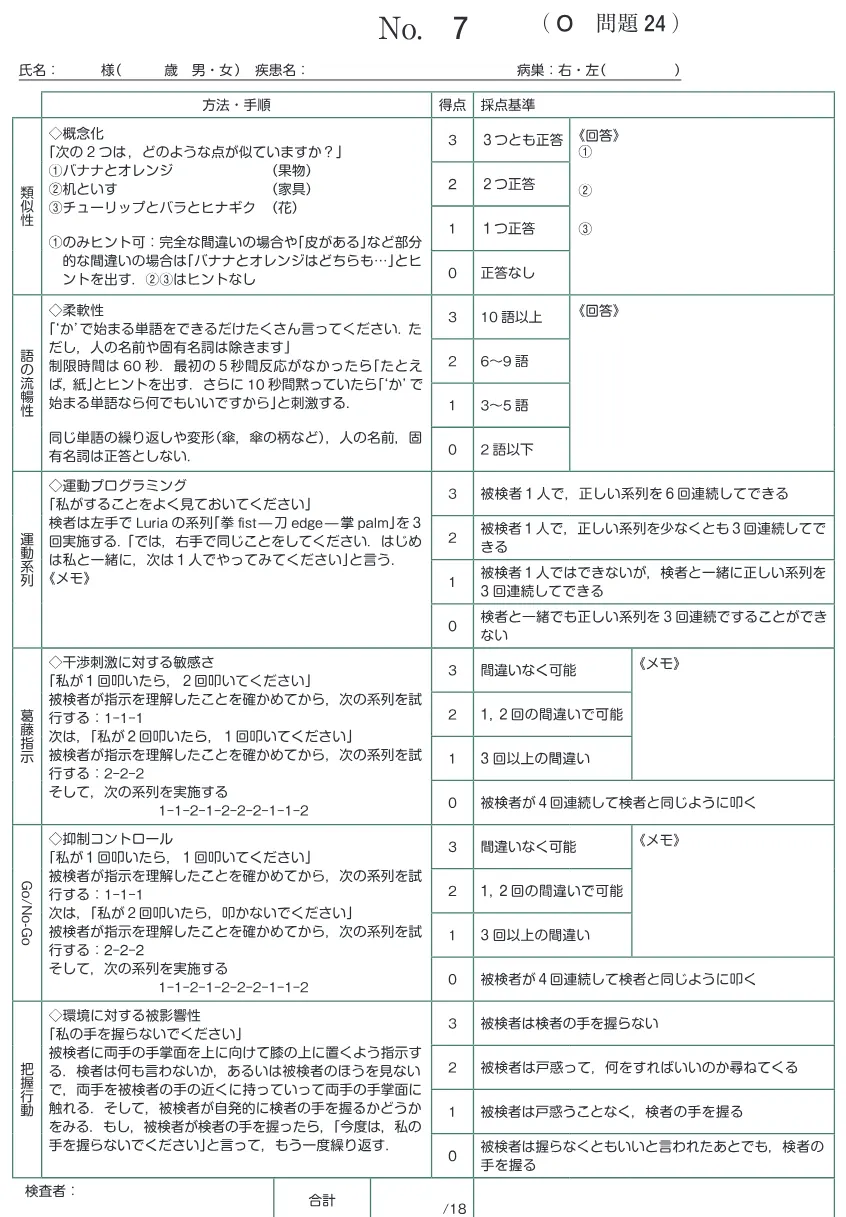 No. 7 （ O 問題 24 ）
氏名： 様（ 歳 男・女） 疾患名： 病巣：右・左（ ）
方法・手順 得点 採点基準
類似性
◇概念化
「次の２つは，どのような点が似ていますか？」
①バナナとオレンジ （果物）
②机といす （家具）
③チューリップとバラとヒナギク （花）
①のみヒント可：完全な間違いの場合や「皮がある」など部分
的な間違いの場合は「バナナとオレンジはどちらも…」とヒ
ントを出す．②③はヒントなし
3 ３つとも正答
2 ２つ正答
1 １つ正答
0 正答なし
《回答》
①
②
③
語の流暢性
◇柔軟性
「‘か’で始まる単語をできるだけたくさん言ってください．た
だし，人の名前や固有名詞は除きます」
制限時間は 60 秒．最初の５秒間反応がなかったら「たとえ
ば，紙」とヒントを出す．さらに 10 秒間黙っていたら「‘か’で
始まる単語なら何でもいいですから」と刺激する．
同じ単語の繰り返しや変形（傘，傘の柄など），人の名前，固
有名詞は正答としない．
3 10 語以上
2 6〜9 語
1 3〜5 語
0 2 語以下
《回答》
運動系列
◇運動プログラミング
「私がすることをよく見ておいてください」
検者は左手で Luria の系列「拳 fist ― 刀 edge ― 掌 palm」を３
回実施する．「では，右手で同じことをしてください．はじめ
は私と一緒に，次は１人でやってみてください」と言う．
《メモ》
3 被検者１人で，正しい系列を６回連続してできる
2 被検者１人で，正しい系列を少なくとも３回連続してで
きる
1 被検者１人ではできないが，検者と一緒に正しい系列を
３回連続してできる
0 検者と一緒でも正しい系列を３回連続ですることができ
ない
葛藤指示
◇干渉刺激に対する敏感さ
「私が１回叩いたら，２回叩いてください」
被検者が指示を理解したことを確かめてから，次の系列を試
行する：1-1-1
次は，「私が２回叩いたら，１回叩いてください」
被検者が指示を理解したことを確かめてから，次の系列を試
行する：2-2-2
そして，次の系列を実施する
1-1-2-1-2-2-2-1-1-2
3 間違いなく可能
2 1，2 回の間違いで可能
1 3 回以上の間違い
0 被検者が４回連続して検者と同じように叩く
《メモ》
Go/No-Go
◇抑制コントロール
「私が１回叩いたら，１回叩いてください」
被検者が指示を理解したことを確かめてから，次の系列を試
行する：1-1-1
次は，「私が２回叩いたら，叩かないでください」
被検者が指示を理解したことを確かめてから，次の系列を試
行する：2-2-2
そして，次の系列を実施する
1-1-2-1-2-2-2-1-1-2
3 間違いなく可能
2 1，2 回の間違いで可能
1 3 回以上の間違い
0 被検者が４回連続して検者と同じように叩く
《メモ》
把握行動
◇環境に対する被影響性
「私の手を握らないでください」
被検者に両手の手掌面を上に向けて膝の上に置くよう指示す
る．検者は何も言わないか，あるいは被検者のほうを見ない
で，両手を被検者の手の近くに持っていって両手の手掌面に
触れる．そして，被検者が自発的に検者の手を握るかどうか
をみる．もし，被検者が検者の手を握ったら，「今度は，私の
手を握らないでください」と言って，もう一度繰り返す．
3 被検者は検者の手を握らない
2 被検者は戸惑って，何をすればいいのか尋ねてくる
1 被検者は戸惑うことなく，検者の手を握る
0 被検者は握らなくともいいと言われたあとでも，検者の
手を握る
検査者： 合計 /18